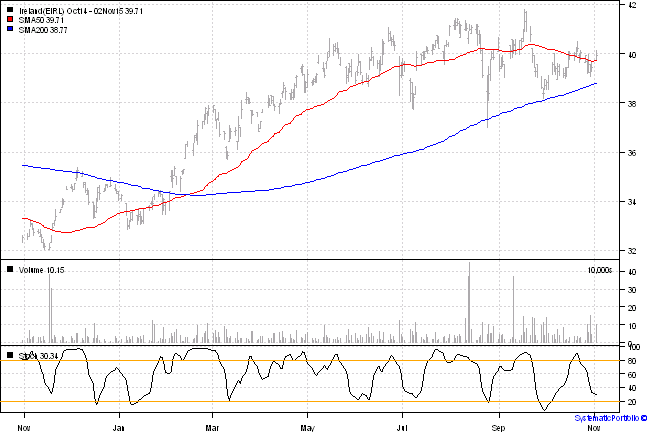 Ireland(EIRL) Oct14 - 02Nov15 39.71
SMA50 39.71
SMA200 38.77
42
40
38
36
34
32
Volume 10.15
10,000s
40
30
20
10
0
Stock 30.34
100
80
60
40
20
Nov Jan Mar May Jul Sep Nov
SystematicPortfolio ©